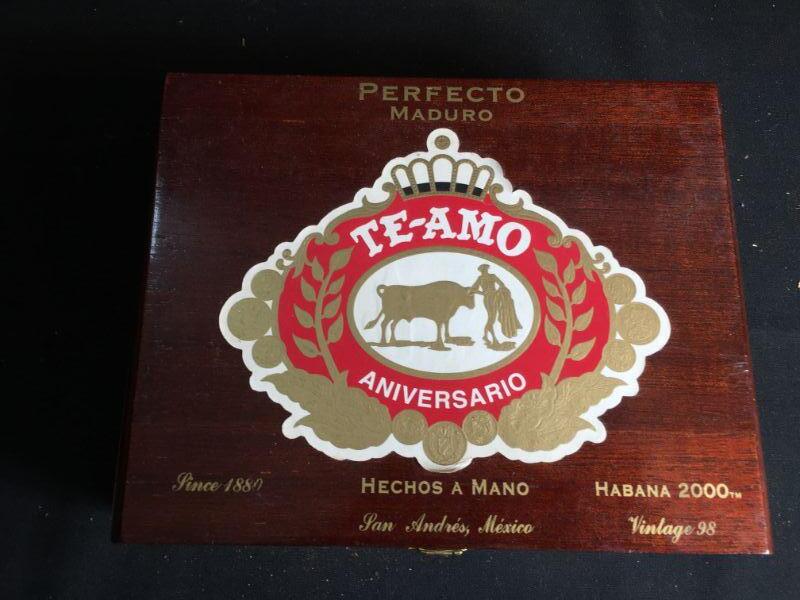 PERFECTO
MADURO
TE-AMO
ANIVERSARIO
Since 1880
HECHOS A MANO
HABANA 2000™
San Andrés, México
Vintage 98